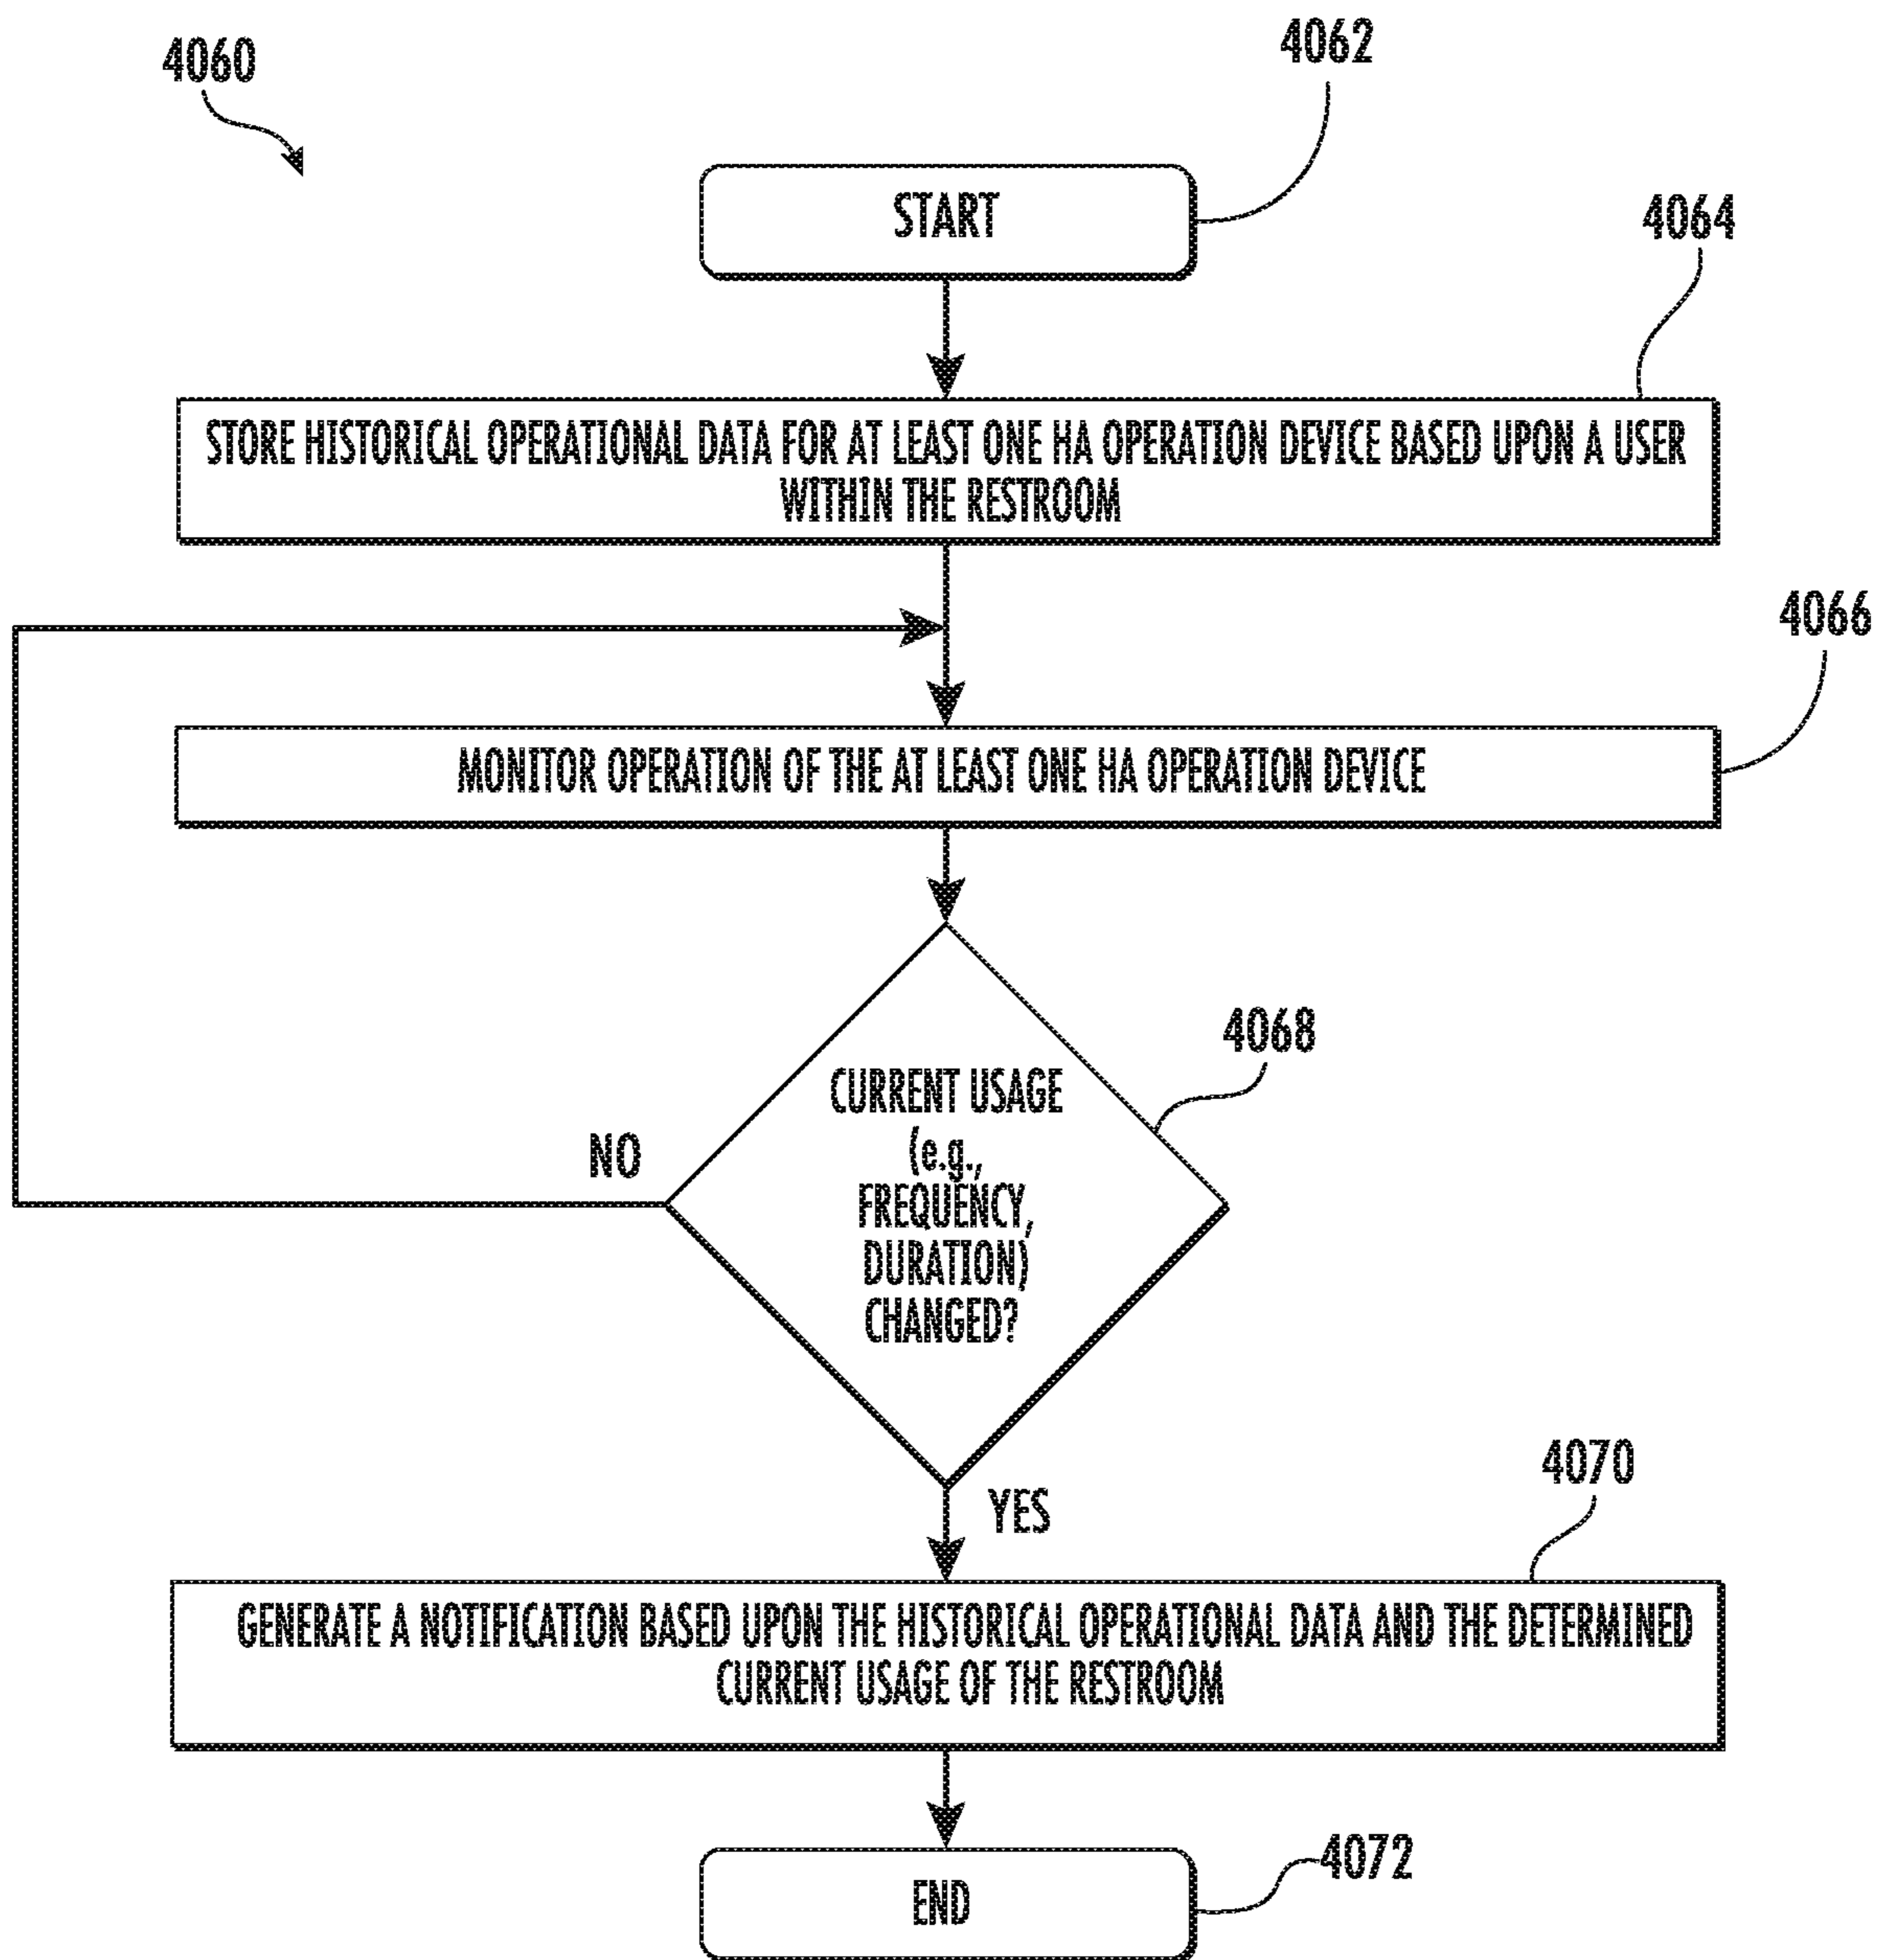 4060
4062
START
4064
STORE HISTORICAL OPERATIONAL DATA FOR AT LEAST ONE HA OPERATION DEVICE BASED UPON A USER
WITHIN THE RESTROOM
4066
MONITOR OPERATION OF THE AT LEAST ONE HA OPERATION DEVICE
4068
CURRENT USAGE
(e.g.,
FREQUENCY,
DURATION)
CHANGED?
NO
YES
4070
GENERATE A NOTIFICATION BASED UPON THE HISTORICAL OPERATIONAL DATA AND THE DETERMINED
CURRENT USAGE OF THE RESTROOM
4072
END